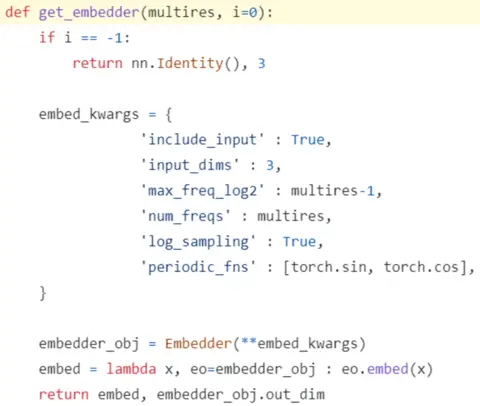 def get_embedder(multires, i=0):
    if i == -1:
        return nn.Identity(), 3

    embed_kwargs = {
                'include_input' : True,
                'input_dims' : 3,
                'max_freq_log2' : multires-1,
                'num_freqs' : multires,
                'log_sampling' : True,
                'periodic_fns' : [torch.sin, torch.cos],
    }

    embedder_obj = Embedder(**embed_kwargs)
    embed = lambda x, eo=embedder_obj : eo.embed(x)
    return embed, embedder_obj.out_dim